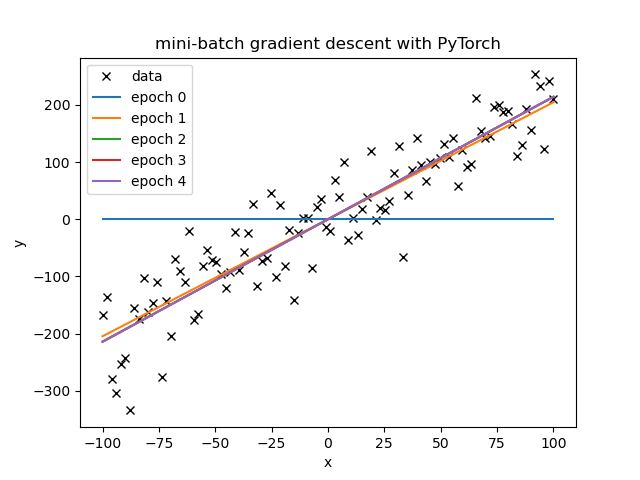 mini-batch gradient descent with PyTorch
data
epoch 0
epoch 1
epoch 2
epoch 3
epoch 4
200
100
0
−100
−200
−300
y
−100 −75 −50 −25 0 25 50 75 100
x